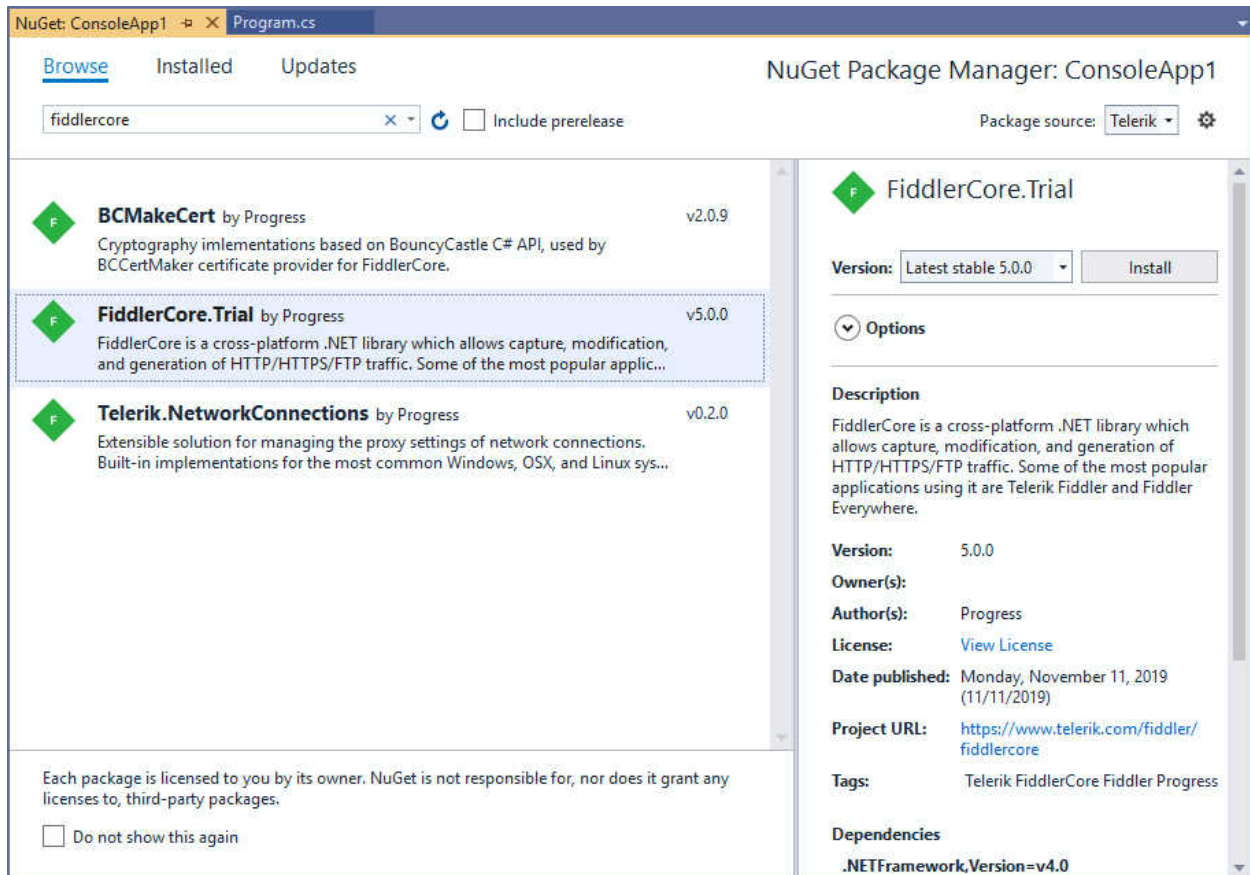 NuGet: ConsoleApp1
Program.cs
Browse
Installed
Updates
NuGet Package Manager: ConsoleApp1
fiddlercore
Include prerelease
Package source:
Telerik
BCMakeCert by Progress
v2.0.9
Cryptography imlementations based on BouncyCastle C# API, used by
BCCertMaker certificate provider for FiddlerCore.
FiddlerCore.Trial by Progress
v5.0.0
FiddlerCore is a cross-platform .NET library which allows capture, modification,
and generation of HTTP/HTTPS/FTP traffic. Some of the most popular applic...
Telerik.NetworkConnections by Progress
v0.2.0
Extensible solution for managing the proxy settings of network connections.
Built-in implementations for the most common Windows, OSX, and Linux sys...
Each package is licensed to you by its owner. NuGet is not responsible for, nor does it grant any
licenses to, third-party packages.
Do not show this again
F
F
F
F
FiddlerCore.Trial
Version:
Latest stable 5.0.0
Install
Options
Description
FiddlerCore is a cross-platform .NET library which
allows capture, modification, and generation of
HTTP/HTTPS/FTP traffic. Some of the most popular
applications using it are Telerik Fiddler and Fiddler
Everywhere.
Version: 5.0.0
Owner(s):
Author(s): Progress
License: View License
Date published: Monday, November 11, 2019
(11/11/2019)
Project URL: https://www.telerik.com/fiddler/
fiddlercore
Tags: Telerik FiddlerCore Fiddler Progress
Dependencies
.NETFramework,Version=v4.0